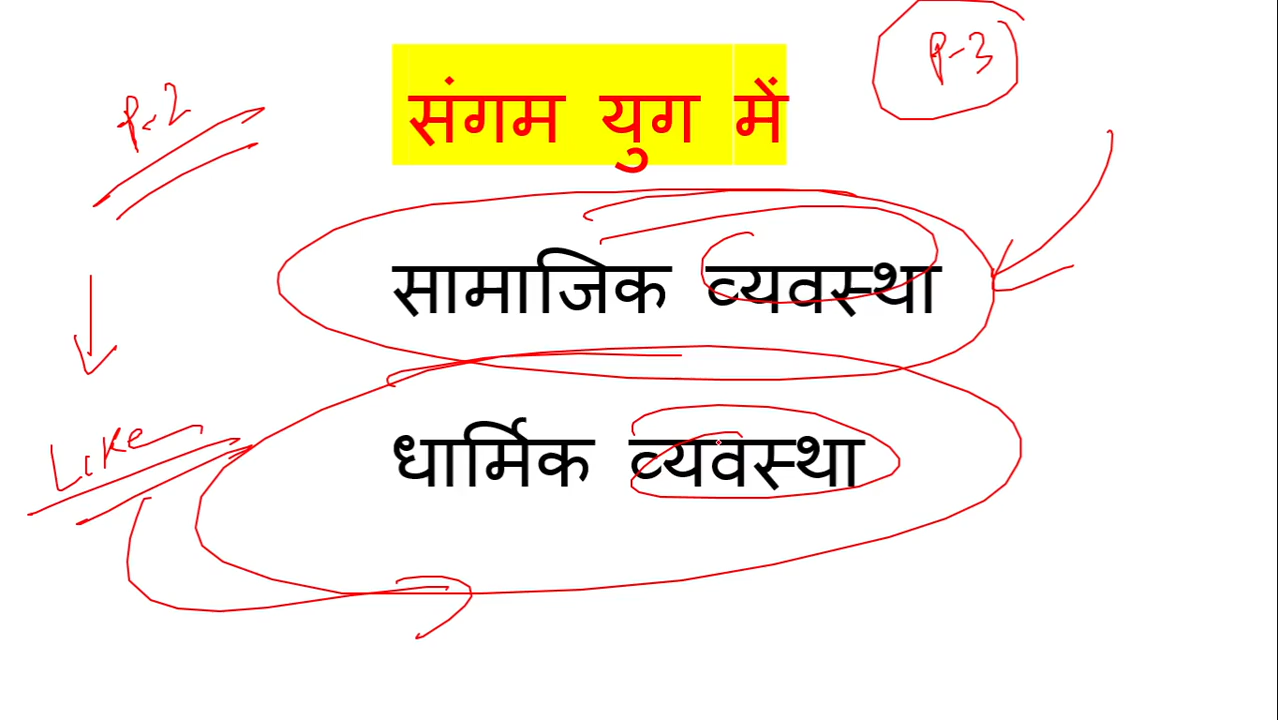 P-3
P-2
संगम युग में
सामाजिक व्यवस्था
धार्मिक व्यवस्था
Like